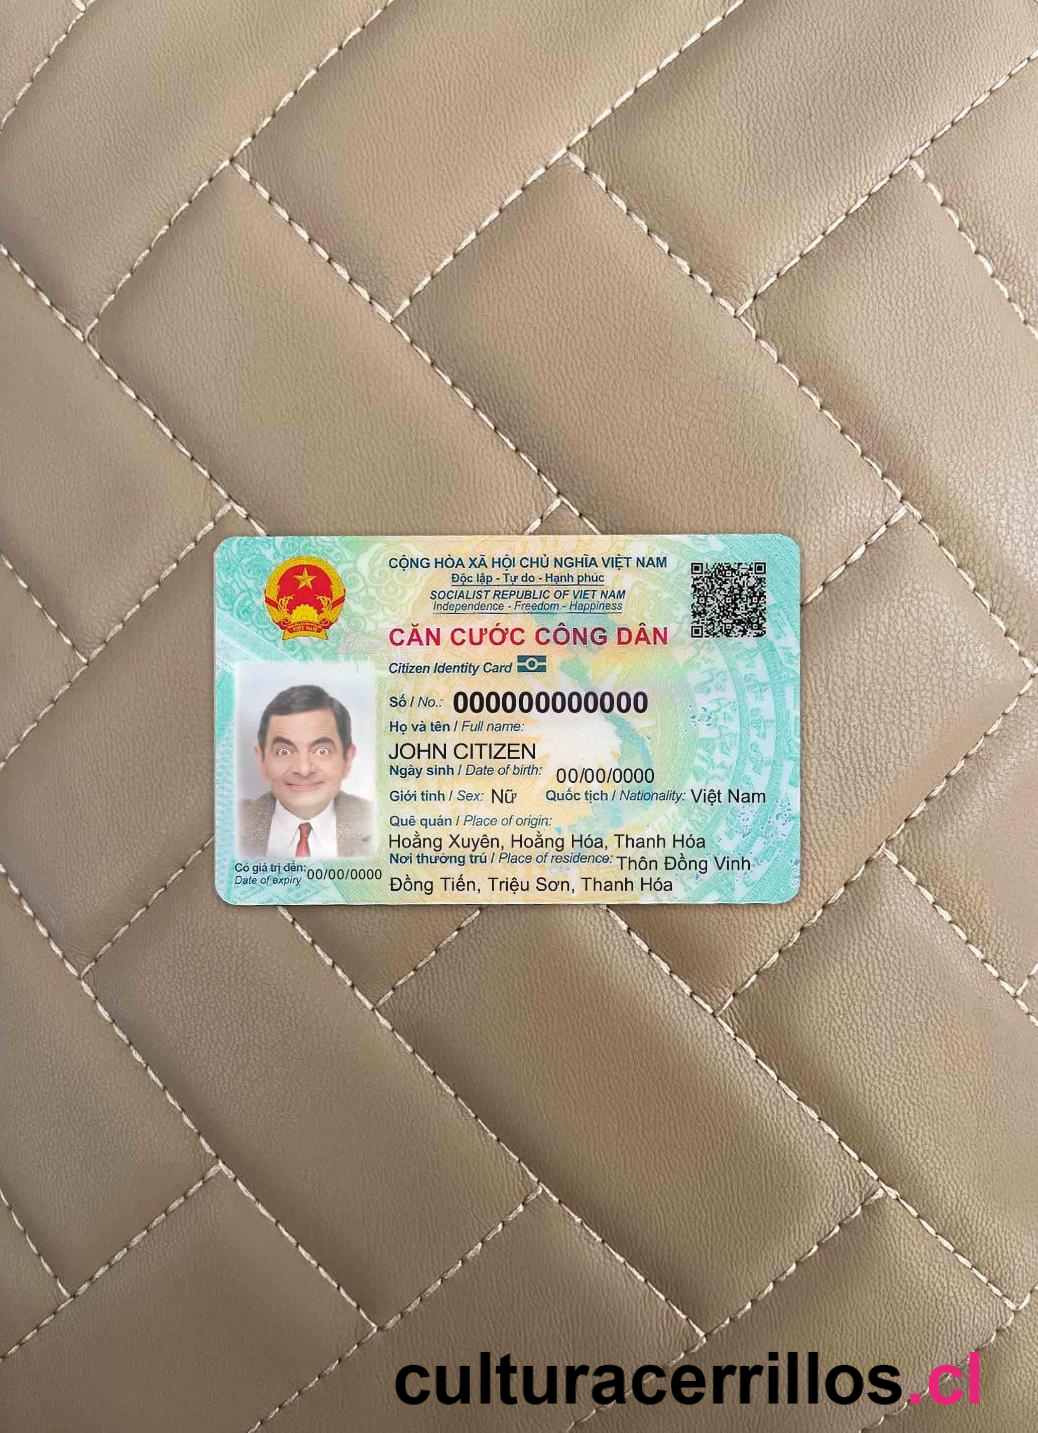 CỘNG HÒA XÃ HỘI CHỦ NGHĨA VIỆT NAM
Độc lập - Tự do - Hạnh phúc
SOCIALIST REPUBLIC OF VIET NAM
Independence - Freedom - Happiness
CĂN CƯỚC CÔNG DÂN
Citizen Identity Card
Số / No.: 000000000000
Họ và tên / Full name:
JOHN CITIZEN
Ngày sinh / Date of birth: 00/00/0000
Giới tính / Sex: Nữ Quốc tịch / Nationality: Việt Nam
Quê quán / Place of origin:
Hoằng Xuyên, Hoằng Hóa, Thanh Hóa
Nơi thường trú / Place of residence: Thôn Đồng Vinh
Đồng Tiến, Triệu Sơn, Thanh Hóa
Có giá trị đến: 00/00/0000
Date of expiry
culturacerrillos.cl